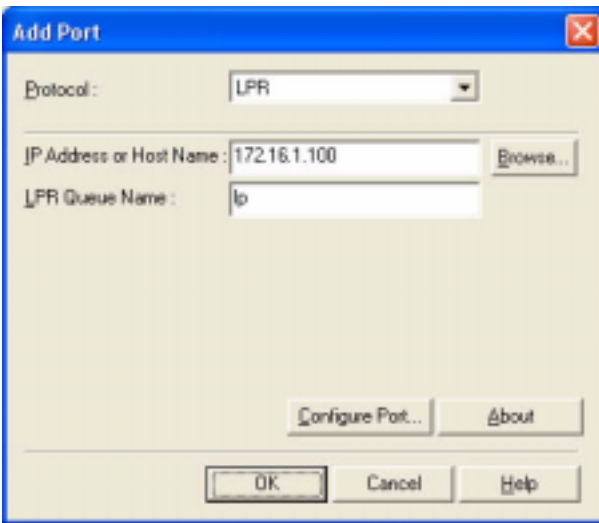 Add Port
Protocol : LPR
IP Address or Host Name : 172.16.1.100 Browse...
LPR Queue Name : lp
Configure Port... About
OK Cancel Help